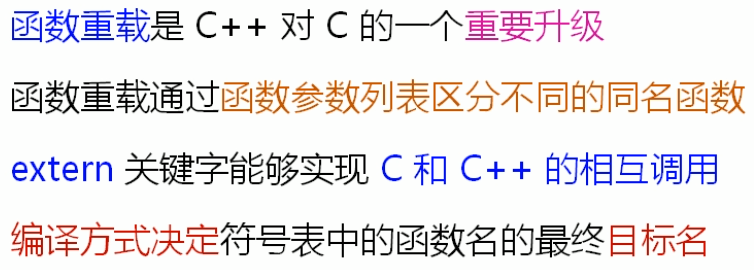 函数重载是 C++ 对 C 的一个重要升级
函数重载通过函数参数列表区分不同的同名函数
extern 关键字能够实现 C 和 C++ 的相互调用
编译方式决定符号表中的函数名的最终目标名